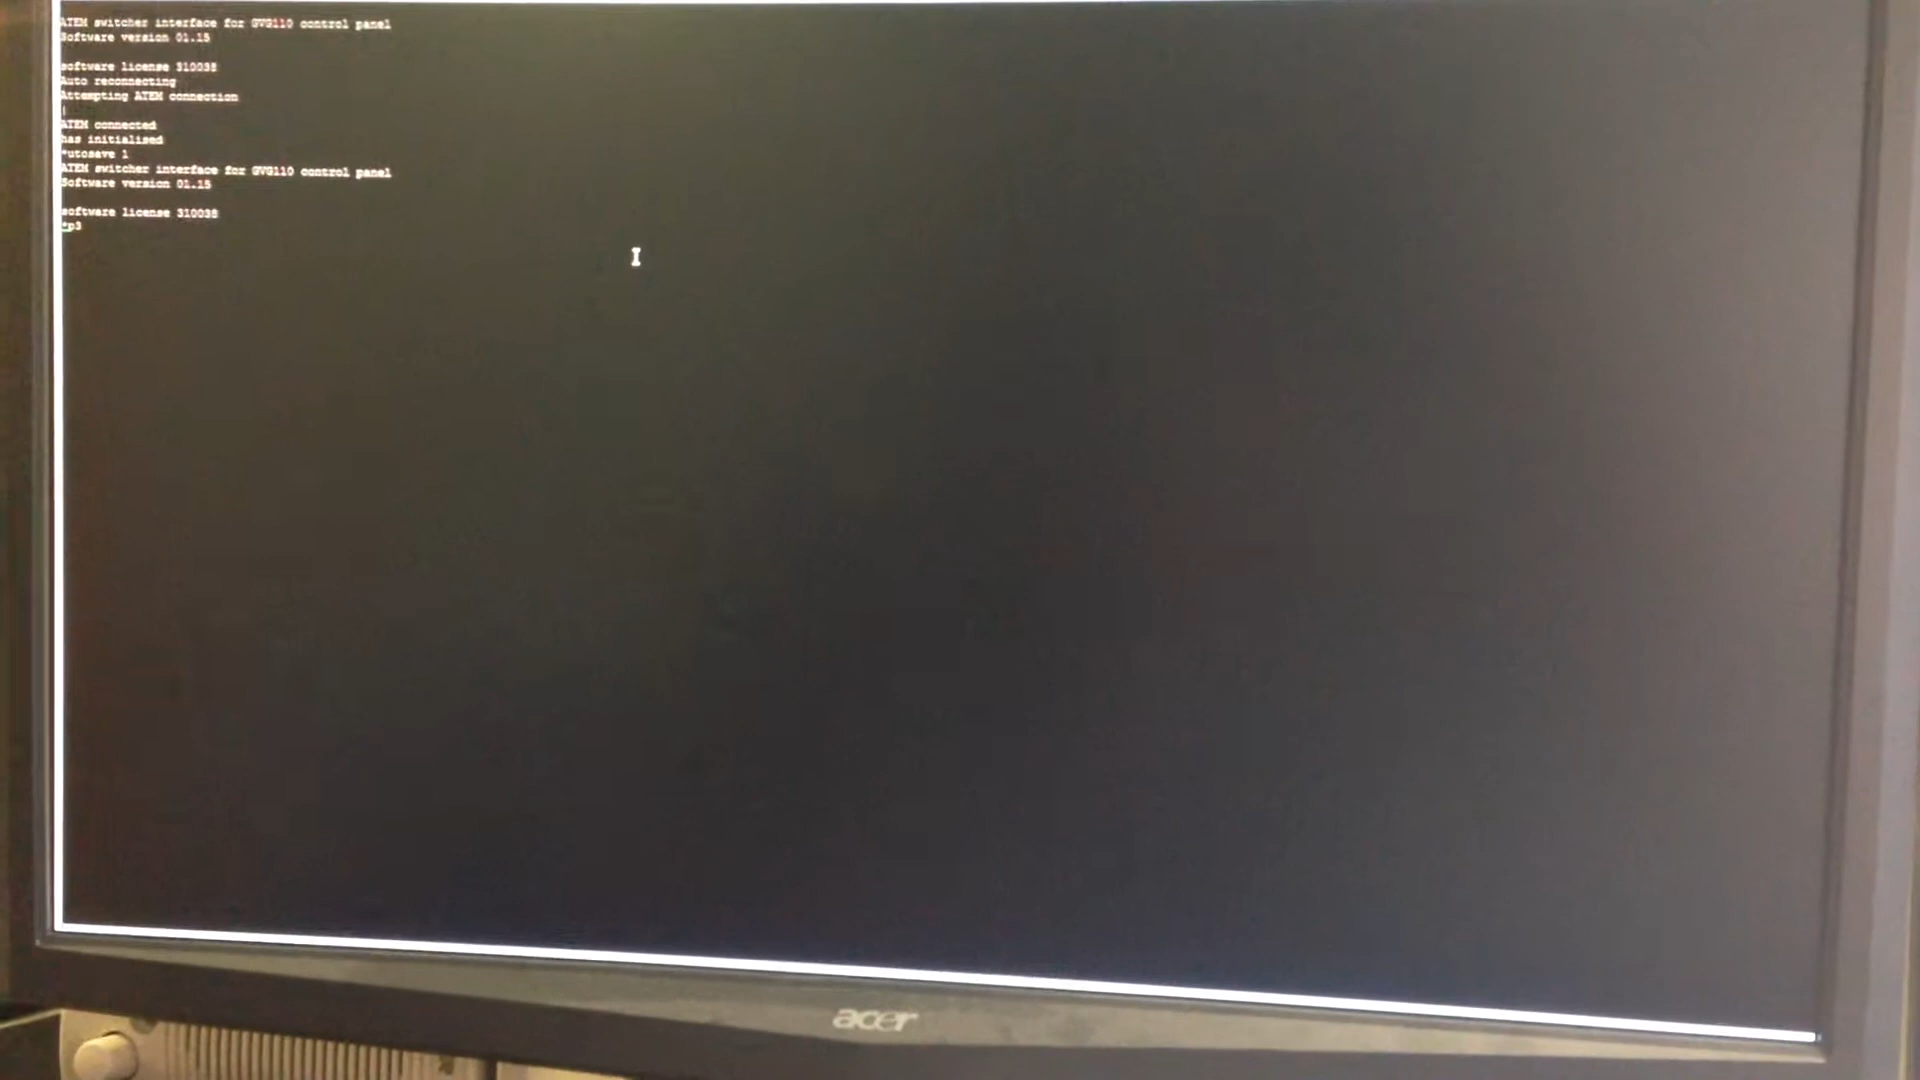 ATEM switcher interface for GVG110 control panel
Software version 01.15
software license 310038
Auto reconnecting
Attempting ATEM connection
|
ATEM connected
has initialised
*utosave 1
ATEM switcher interface for GVG110 control panel
Software version 01.15
software license 310038
*p3
acer